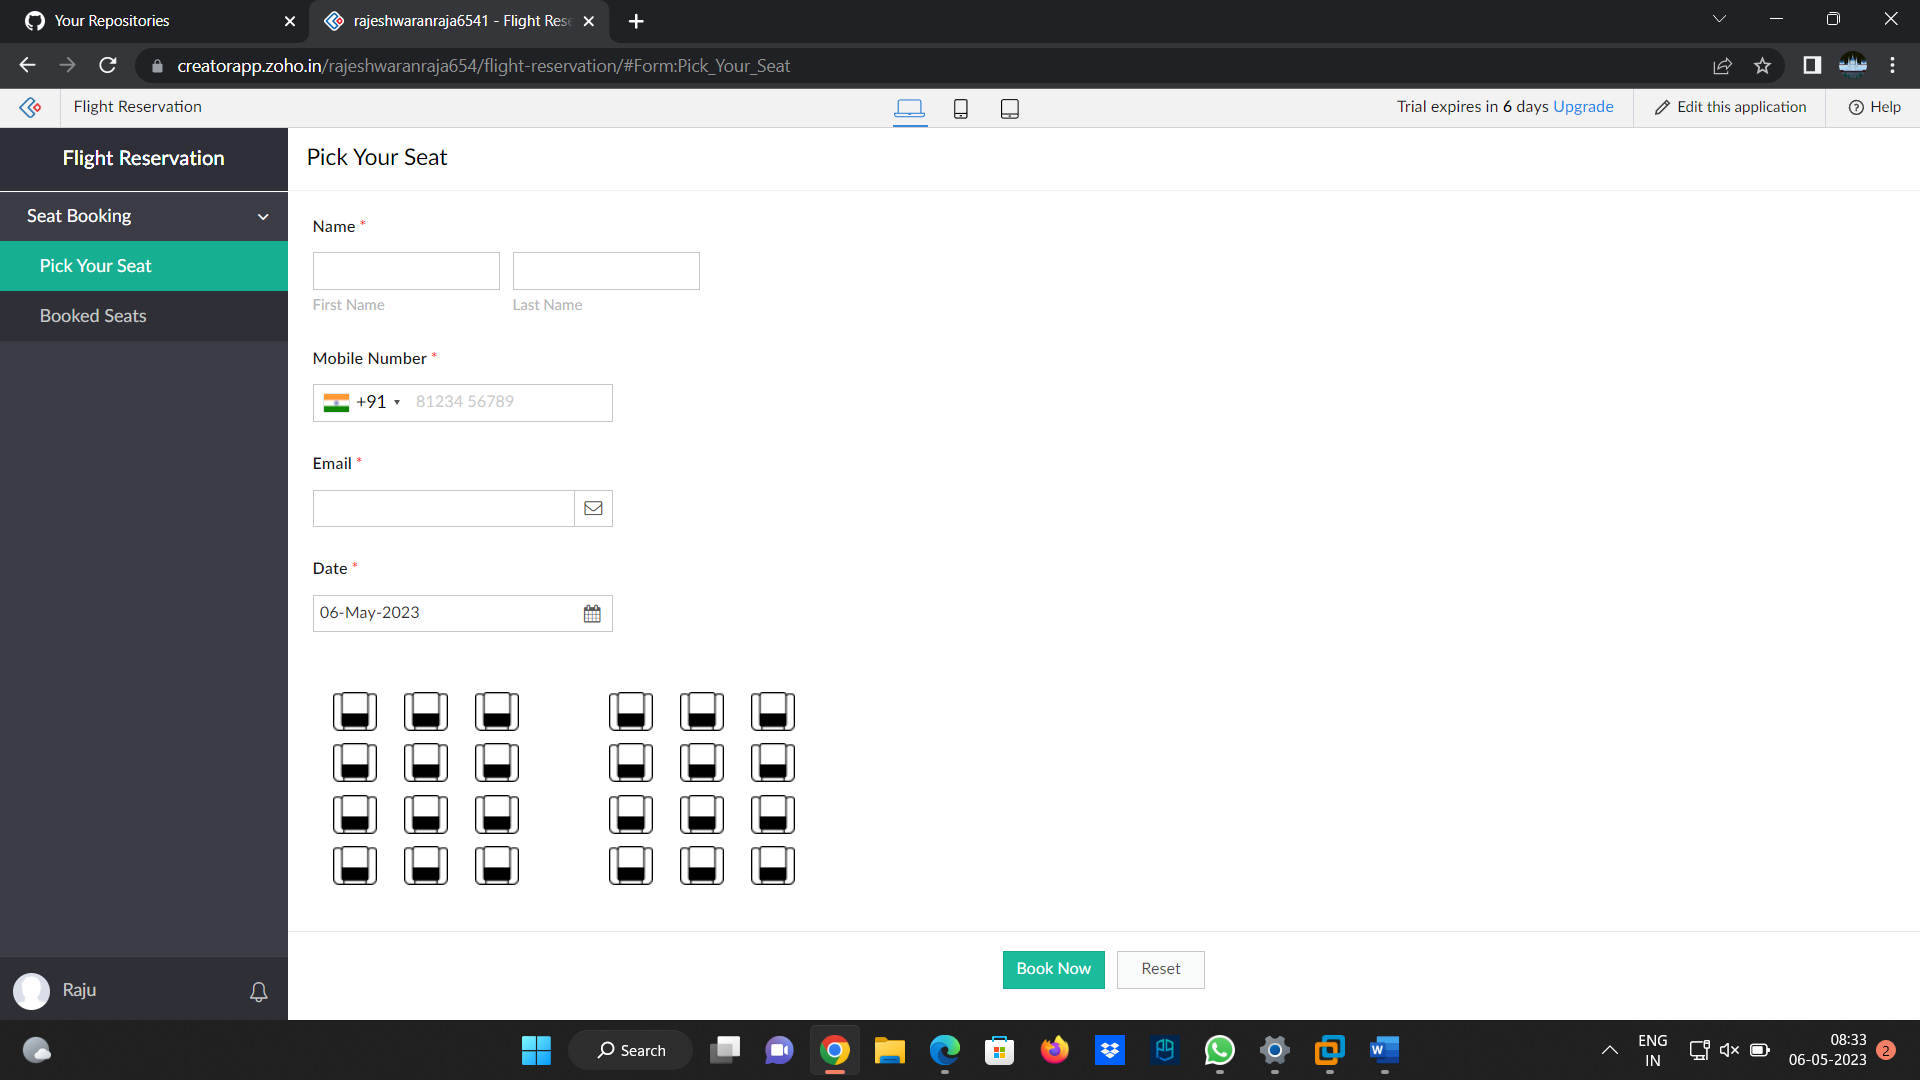 Your Repositories
rajeshwaranraja6541 - Flight Rese
creatorapp.zoho.in/rajeshwaranraja654/flight-reservation/#Form:Pick_Your_Seat
Flight Reservation
Trial expires in 6 days Upgrade
Edit this application
Help
Flight Reservation
Pick Your Seat
Seat Booking
Pick Your Seat
Booked Seats
Name *
First Name
Last Name
Mobile Number *
+91
81234 56789
Email *
Date *
06-May-2023
Book Now
Reset
Raju
Search
ENG
IN
08:33
06-05-2023
2